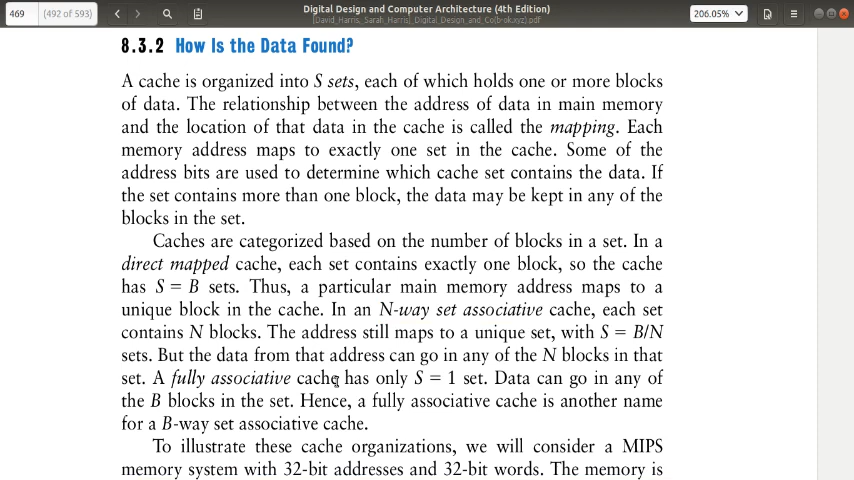 469
(492 of 593)
Digital Design and Computer Architecture (4th Edition)
206.05%
8.3.2 How Is the Data Found?
A cache is organized into S sets, each of which holds one or more blocks
of data. The relationship between the address of data in main memory
and the location of that data in the cache is called the mapping. Each
memory address maps to exactly one set in the cache. Some of the
address bits are used to determine which cache set contains the data. If
the set contains more than one block, the data may be kept in any of the
blocks in the set.
Caches are categorized based on the number of blocks in a set. In a
direct mapped cache, each set contains exactly one block, so the cache
has S = B sets. Thus, a particular main memory address maps to a
unique block in the cache. In an N-way set associative cache, each set
contains N blocks. The address still maps to a unique set, with S = B/N
sets. But the data from that address can go in any of the N blocks in that
set. A fully associative cache has only S = 1 set. Data can go in any of
the B blocks in the set. Hence, a fully associative cache is another name
for a B-way set associative cache.
To illustrate these cache organizations, we will consider a MIPS
memory system with 32-bit addresses and 32-bit words. The memory is